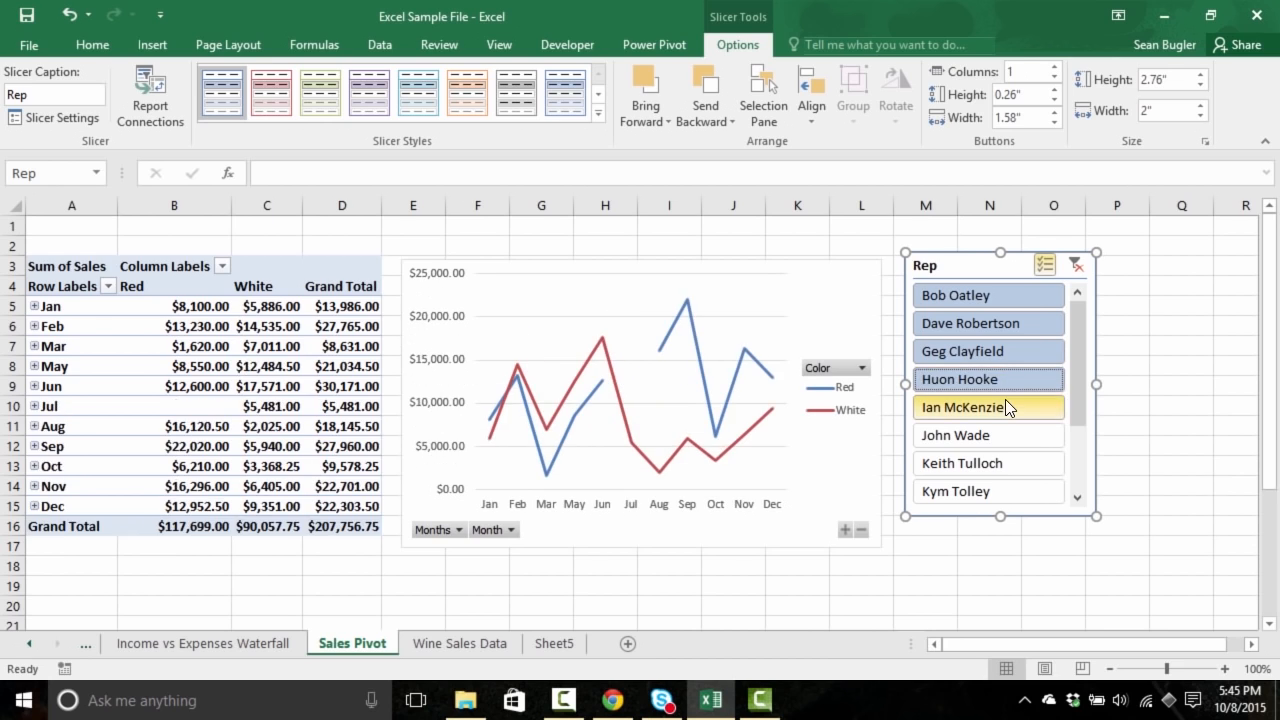 Excel Sample File - Excel
Slicer Tools
File Home Insert Page Layout Formulas Data Review View Developer Power Pivot Options Tell me what you want to do... Sean Bugler Share
Slicer Caption:
Rep
Slicer Settings
Report
Connections
Bring
Forward
Send
Backward
Selection
Pane
Align
Group
Rotate
Columns: 1
Height: 0.26"
Width: 1.58"
Height: 2.76"
Width: 2"
Slicer Slicer Styles Arrange Buttons Size
Rep fx
A B C D E F G H I J K L M N O P Q R
1
2
3 Sum of Sales Column Labels
4 Row Labels Red White Grand Total
5 Jan $8,100.00 $5,886.00 $13,986.00
6 Feb $13,230.00 $14,535.00 $27,765.00
7 Mar $1,620.00 $7,011.00 $8,631.00
8 May $8,550.00 $12,484.50 $21,034.50
9 Jun $12,600.00 $17,571.00 $30,171.00
10 Jul $5,481.00 $5,481.00
11 Aug $16,120.50 $2,025.00 $18,145.50
12 Sep $22,020.00 $5,940.00 $27,960.00
13 Oct $6,210.00 $3,368.25 $9,578.25
14 Nov $16,296.00 $6,405.00 $22,701.00
15 Dec $12,952.50 $9,351.00 $22,303.50
16 Grand Total $117,699.00 $90,057.75 $207,756.75
17
18
19
20
21
$25,000.00
$20,000.00
$15,000.00
$10,000.00
$5,000.00
$0.00
Jan Feb Mar May Jun Jul Aug Sep Oct Nov Dec
Color
Red
White
Months Month
Rep
Bob Oatley
Dave Robertson
Geg Clayfield
Huon Hooke
Ian McKenzie
John Wade
Keith Tulloch
Kym Tolley
... Income vs Expenses Waterfall Sales Pivot Wine Sales Data Sheet5
Ready 100%
Ask me anything
5:45 PM
10/8/2015